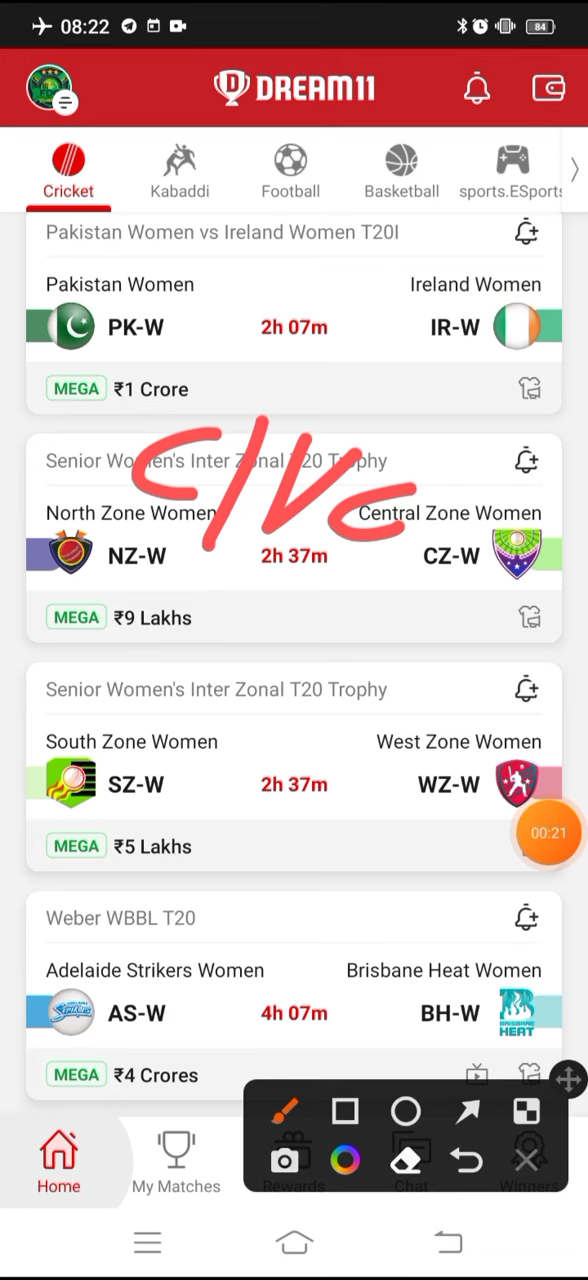 08:22
84
DREAM11
Cricket Kabaddi Football Basketball sports.ESports
Pakistan Women vs Ireland Women T20I
Pakistan Women Ireland Women
PK-W 2h 07m IR-W
MEGA ₹1 Crore
Senior Women's Inter Zonal T20 Trophy
C/VC
North Zone Women Central Zone Women
NZ-W 2h 37m CZ-W
MEGA ₹9 Lakhs
Senior Women's Inter Zonal T20 Trophy
South Zone Women West Zone Women
SZ-W 2h 37m WZ-W
00:21
MEGA ₹5 Lakhs
Weber WBBL T20
Adelaide Strikers Women Brisbane Heat Women
AS-W 4h 07m BH-W
Strikers
BRISBANE
HEAT
MEGA ₹4 Crores
Home My Matches Rewards Chat Winners